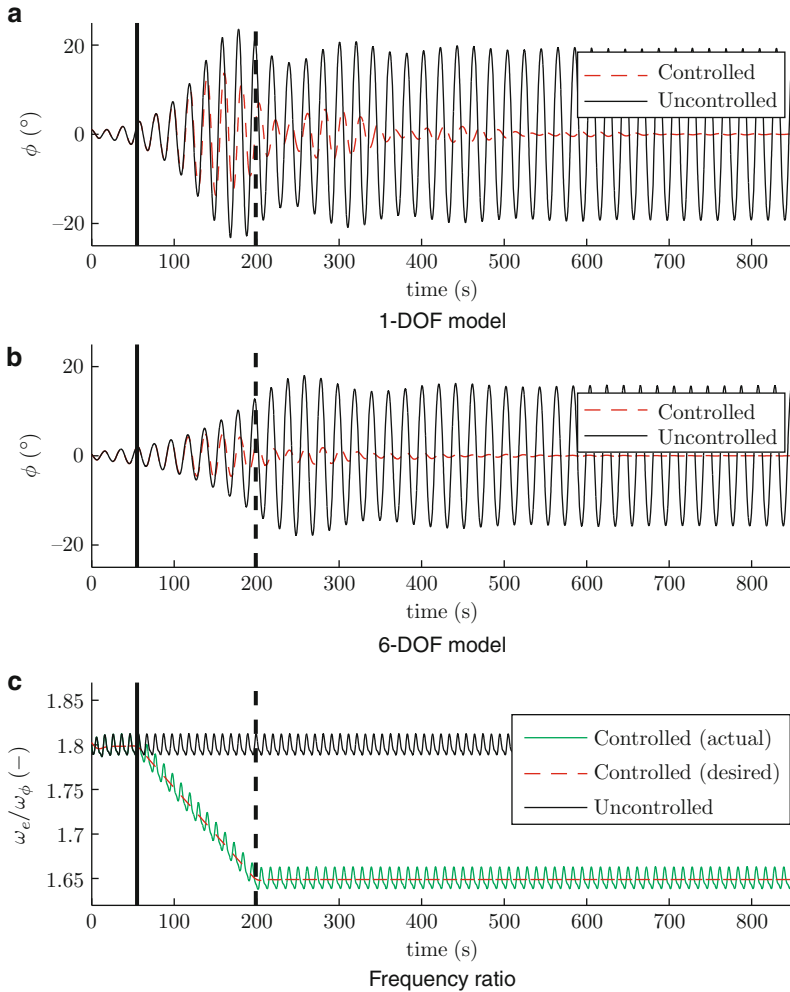 a
20
0
−20
ϕ (°)
Controlled
Uncontrolled
0 100 200 300 400 500 600 700 800
time (s)
1-DOF model
b
20
0
−20
ϕ (°)
Controlled
Uncontrolled
0 100 200 300 400 500 600 700 800
time (s)
6-DOF model
c
1.85
1.8
1.75
1.7
1.65
ω_e/ω_ϕ (−)
Controlled (actual)
Controlled (desired)
Uncontrolled
0 100 200 300 400 500 600 700 800
time (s)
Frequency ratio